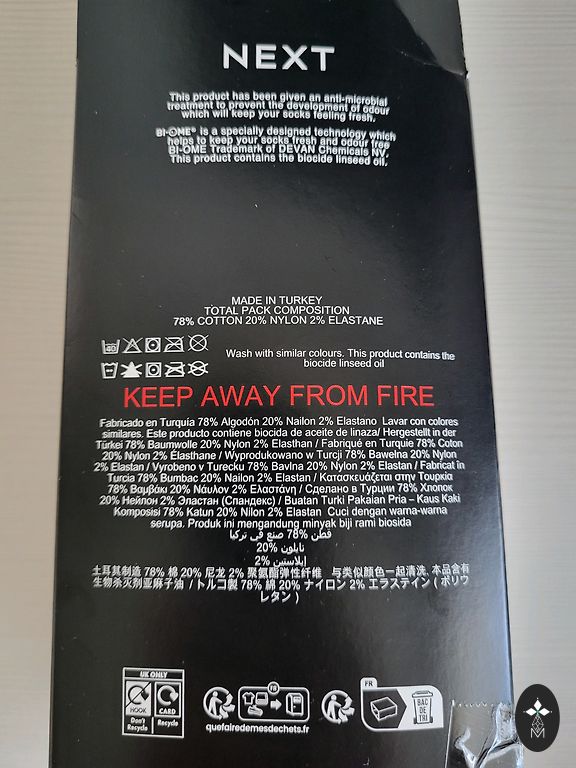 NEXT
This product has been given an anti-microbial
treatment to prevent the development of odour
which will keep your socks feeling fresh.
BI-OME® is a specially designed technology which
helps to keep your socks fresh and odour free
BI-OME Trademark of DEVAN Chemicals NV.
This product contains the biocide linseed oil.
MADE IN TURKEY
TOTAL PACK COMPOSITION
78% COTTON 20% NYLON 2% ELASTANE
40
Wash with similar colours. This product contains the
biocide linseed oil
KEEP AWAY FROM FIRE
Fabricado en Turquía 78% Algodón 20% Nailon 2% Elastano Lavar con colores
similares. Este producto contiene biocida de aceite de linaza/ Hergestellt in der
Türkei 78% Baumwolle 20% Nylon 2% Elasthan / Fabriqué en Turquie 78% Coton
20% Nylon 2% Élasthane / Wyprodukowano w Turcji 78% Bawełna 20% Nylon
2% Elastan / Vyrobeno v Turecku 78% Bavlna 20% Nylon 2% Elastan / Fabricat în
Turcia 78% Bumbac 20% Nailon 2% Elastan / Κατασκευάζεται στην Τουρκία
78% Βαμβάκι 20% Νάυλον 2% Ελαστάνη / Сделано в Турции 78% Хлопок
20% Нейлон 2% Эластан (Спандекс) / Buatan Turki Pakaian Pria – Kaus Kaki
Komposisi 78% Katun 20% Nilon 2% Elastan Cuci dengan warna-warna
serupa. Produk ini mengandung minyak biji rami biosida
قطن %78 صنع في تركيا
نايلون %20
إيلاستين %2
土耳其制造 78% 棉 20% 尼龙 2% 聚氨酯弹性纤维 与类似颜色一起清洗. 本品含有
生物杀灭剂亚麻子油 / トルコ製 78% 綿 20% ナイロン 2% エラステイン ( ポリウ
レタン )
UK ONLY
HOOK
Don't
Recycle
CARD
Recycle
FR
quefairedemesdechets.fr
FR
BAC
DE
TRI
M